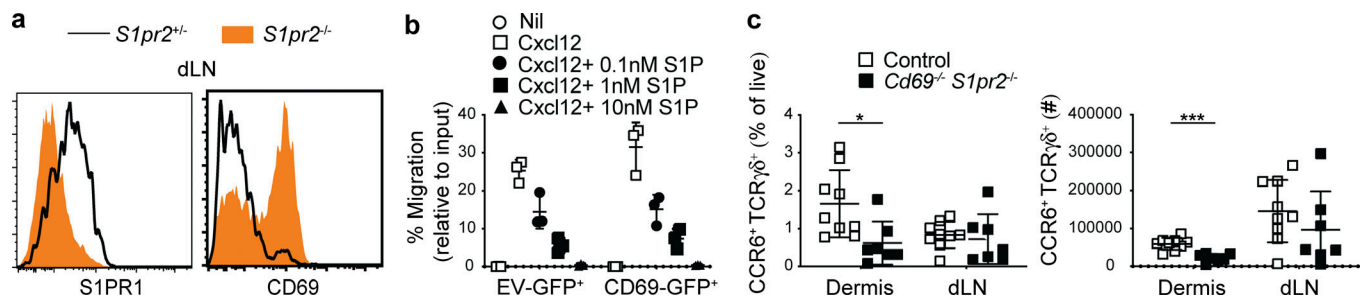 a
S1pr2+/-
S1pr2-/-
dLN
S1PR1
CD69
b
Nil
Cxcl12
Cxcl12+ 0.1nM S1P
Cxcl12+ 1nM S1P
Cxcl12+ 10nM S1P
% Migration
(relative to input)
40
30
20
10
0
EV-GFP+
CD69-GFP+
c
Control
Cd69-/- S1pr2-/-
CCR6+ TCRγδ+ (% of live)
4
3
2
1
0
*
Dermis
dLN
CCR6+ TCRγδ+ (#)
400000
300000
200000
100000
0
***
Dermis
dLN